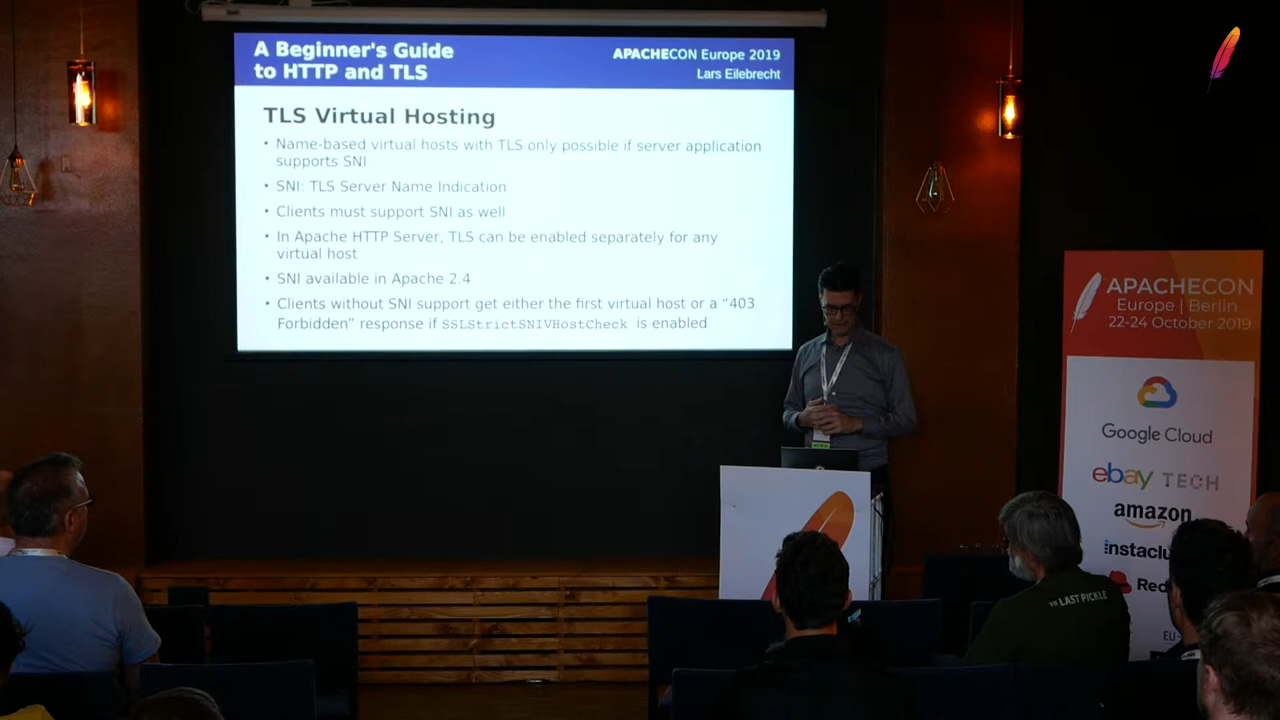 A Beginner's Guide
to HTTP and TLS
APACHECON Europe 2019
Lars Eilebrecht
TLS Virtual Hosting
• Name-based virtual hosts with TLS only possible if server application
supports SNI
• SNI: TLS Server Name Indication
• Clients must support SNI as well
• In Apache HTTP Server, TLS can be enabled separately for any
virtual host
• SNI available in Apache 2.4
• Clients without SNI support get either the first virtual host or a “403
Forbidden” response if SSLStrictSNIVHostCheck is enabled
APACHECON
Europe | Berlin
22-24 October 2019
Google Cloud
ebay TECH
amazon
instaclu
Red
EU-
THE LAST PICKLE